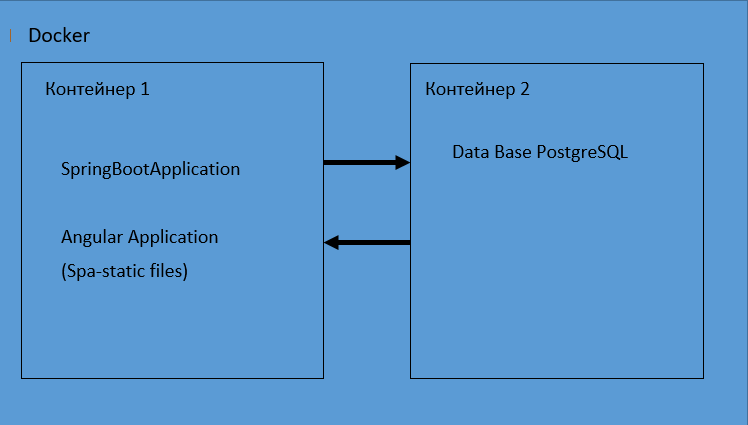 Docker
Контейнер 1
SpringBootApplication
Angular Application
(Spa-static files)
Контейнер 2
Data Base PostgreSQL